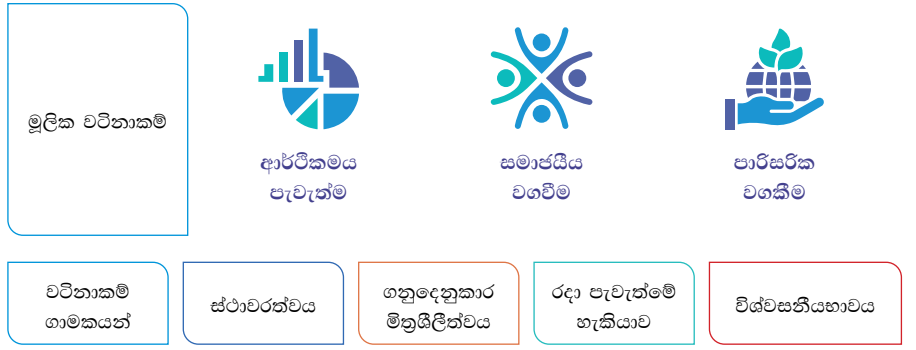 මූලික වටිනාකම්
ආර්ථිකමය
පැවැත්ම
සමාජයීය
වගවීම
පාරිසරික
වගකීම
වටිනාකම්
ගාමකයන්
ස්ථාවරත්වය
ගනුදෙනුකාර
මිත්‍රශීලීත්වය
රඳා පැවැත්මේ
හැකියාව
විශ්වසනීයභාවය